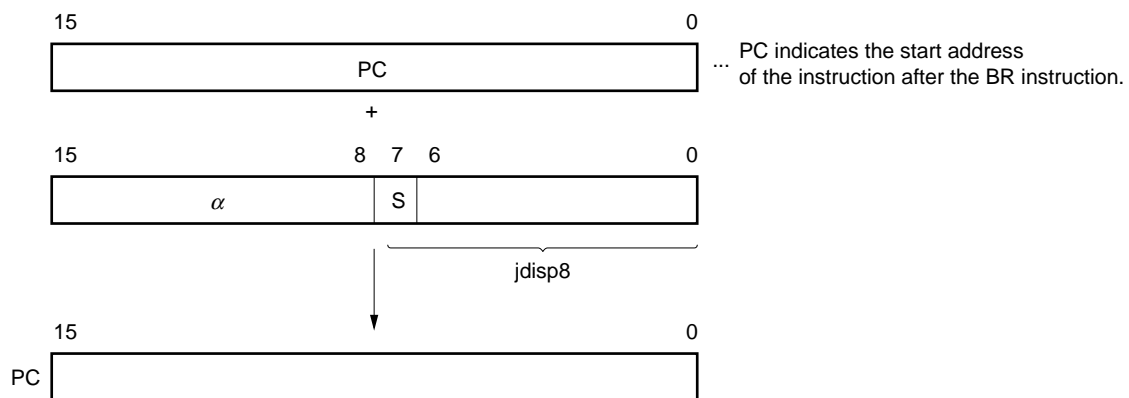 15 0
PC
... PC indicates the start address
of the instruction after the BR instruction.
+
15 8 7 6 0
α S
jdisp8
15 0
PC